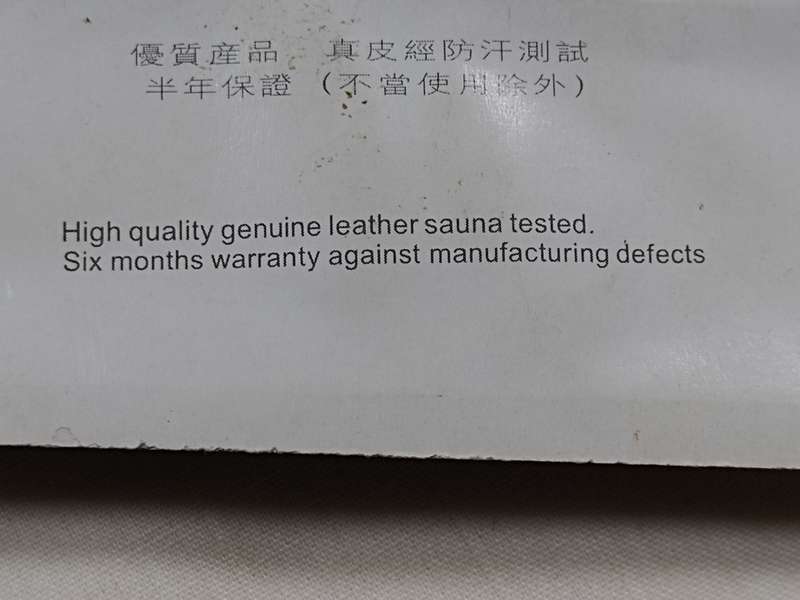 優質産品 真皮經防汗測試
半年保證 (不當使用除外)
High quality genuine leather sauna tested.
Six months warranty against manufacturing defects